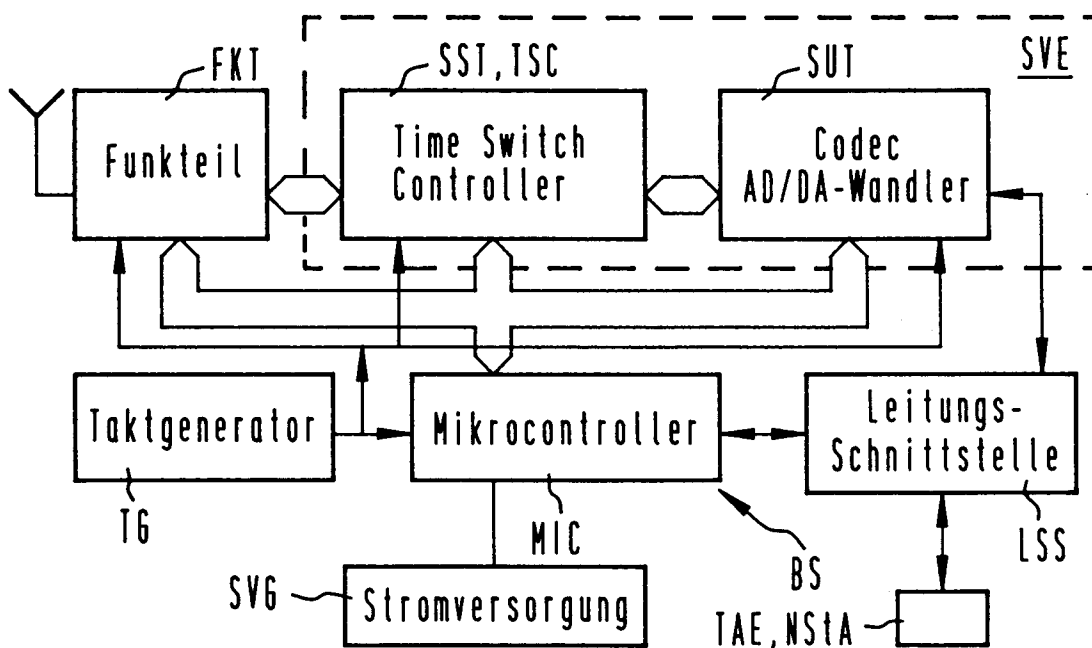 FKT
SST, TSC
SUT
SVE
Funkteil
Time Switch
Controller
Codec
AD/DA-Wandler
Taktgenerator
Mikrocontroller
Leitungs-
Schnittstelle
TG
MIC
BS
LSS
SVG
Stromversorgung
TAE, NStA